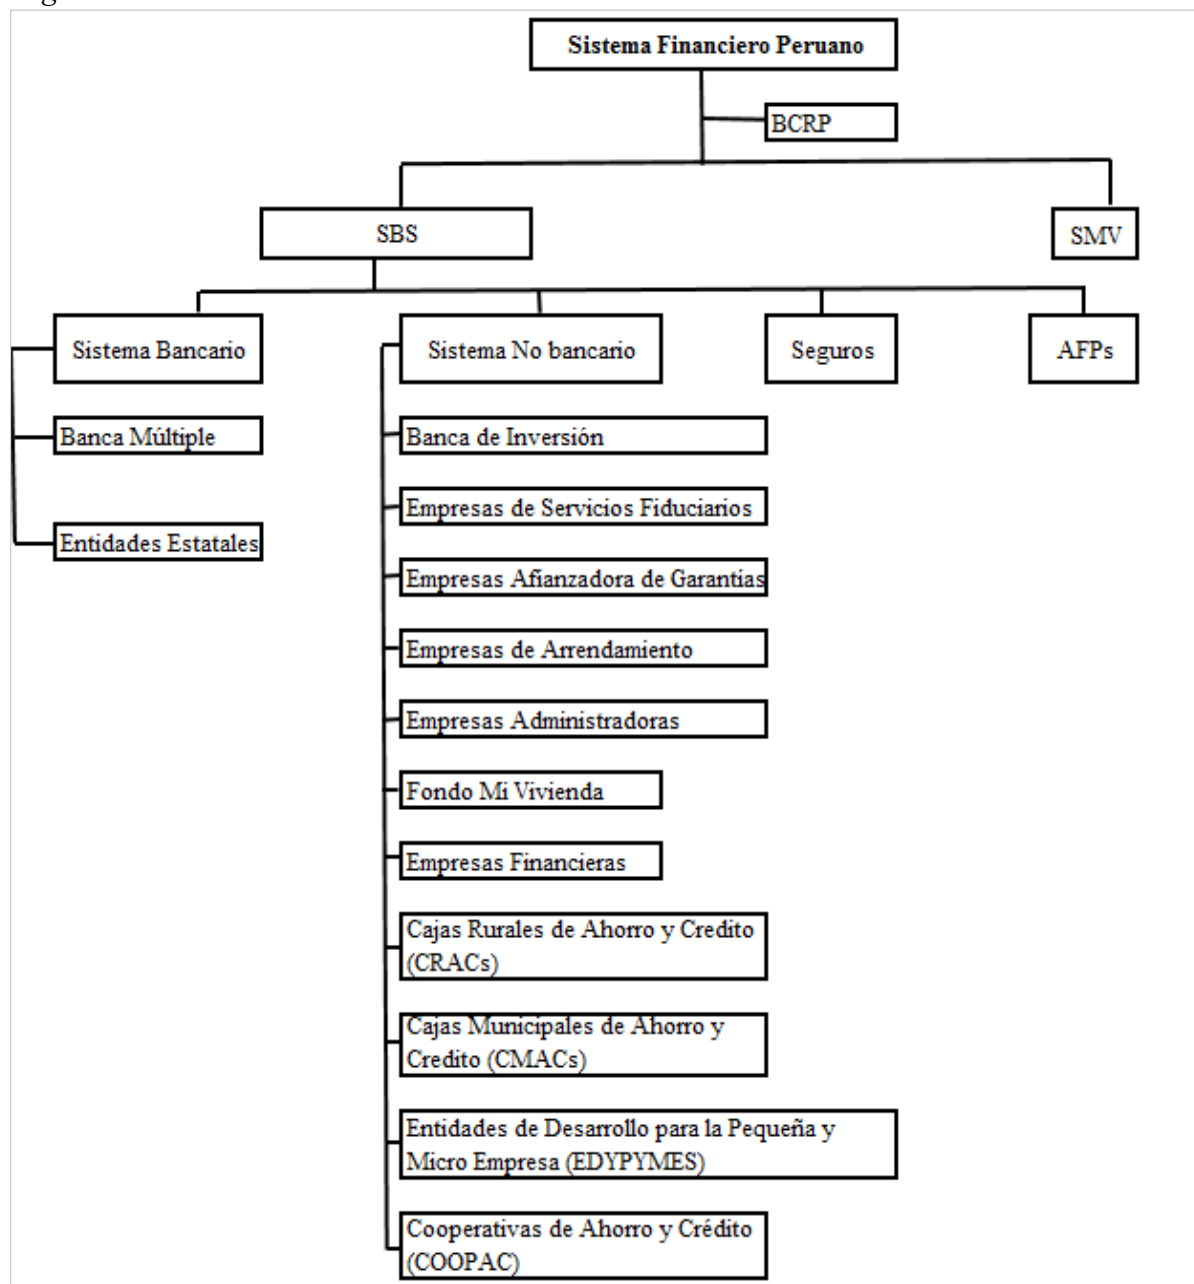 Sistema Financiero Peruano
BCRP
SBS
SMV
Sistema Bancario
Sistema No bancario
Seguros
AFPs
Banca Múltiple
Entidades Estatales
Banca de Inversión
Empresas de Servicios Fiduciarios
Empresas Afianzadora de Garantías
Empresas de Arrendamiento
Empresas Administradoras
Fondo Mi Vivienda
Empresas Financieras
Cajas Rurales de Ahorro y Credito
(CRACs)
Cajas Municipales de Ahorro y
Credito (CMACs)
Entidades de Desarrollo para la Pequeña y
Micro Empresa (EDYPYMES)
Cooperativas de Ahorro y Crédito
(COOPAC)